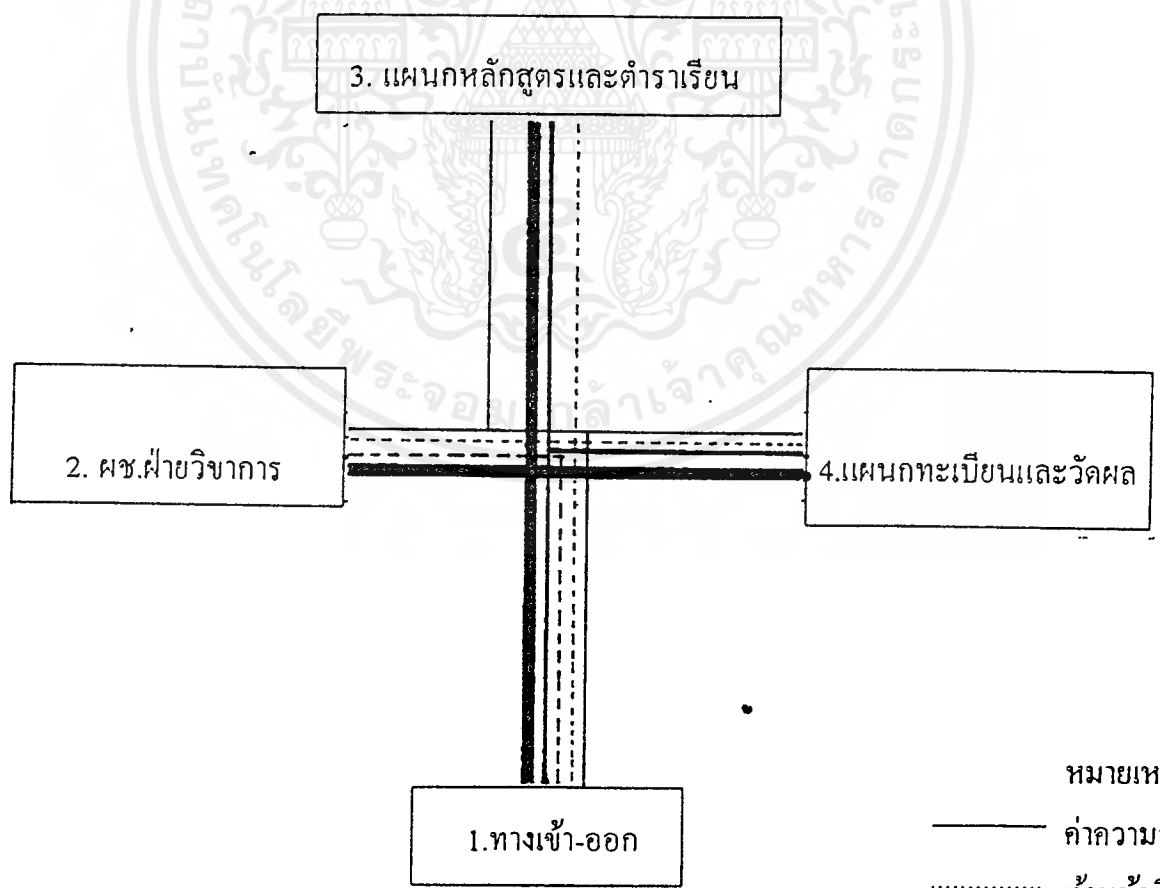 3. แผนกหลักสูตรและตำราเรียน
2. ผช.ฝ่ายวิชาการ
4.แผนกทะเบียนและวัดผล
1.ทางเข้า-ออก
หมายเห
ค่าความ